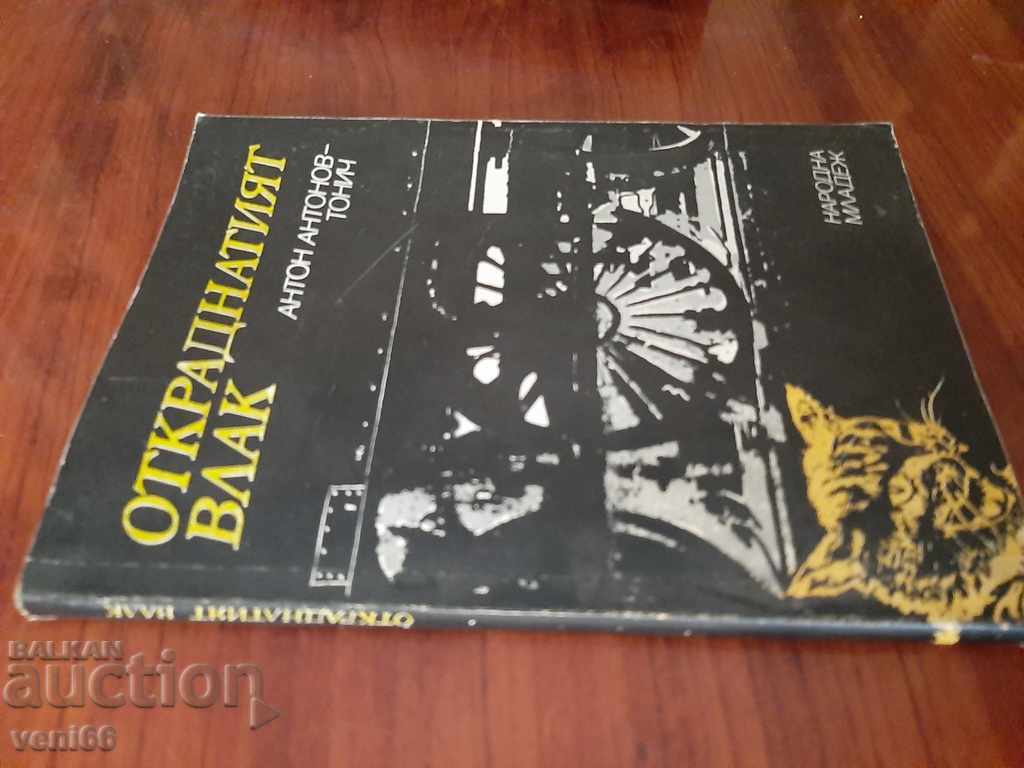 ОТКРАДНАТИЯТ
ВЛАК
АНТОН АНТОНОВ–
ТОНИЧ
НАРОДНА
МЛАДЕЖ
ОТКРАДНАТИЯТ ВЛАК
BALKAN
auction
veni66